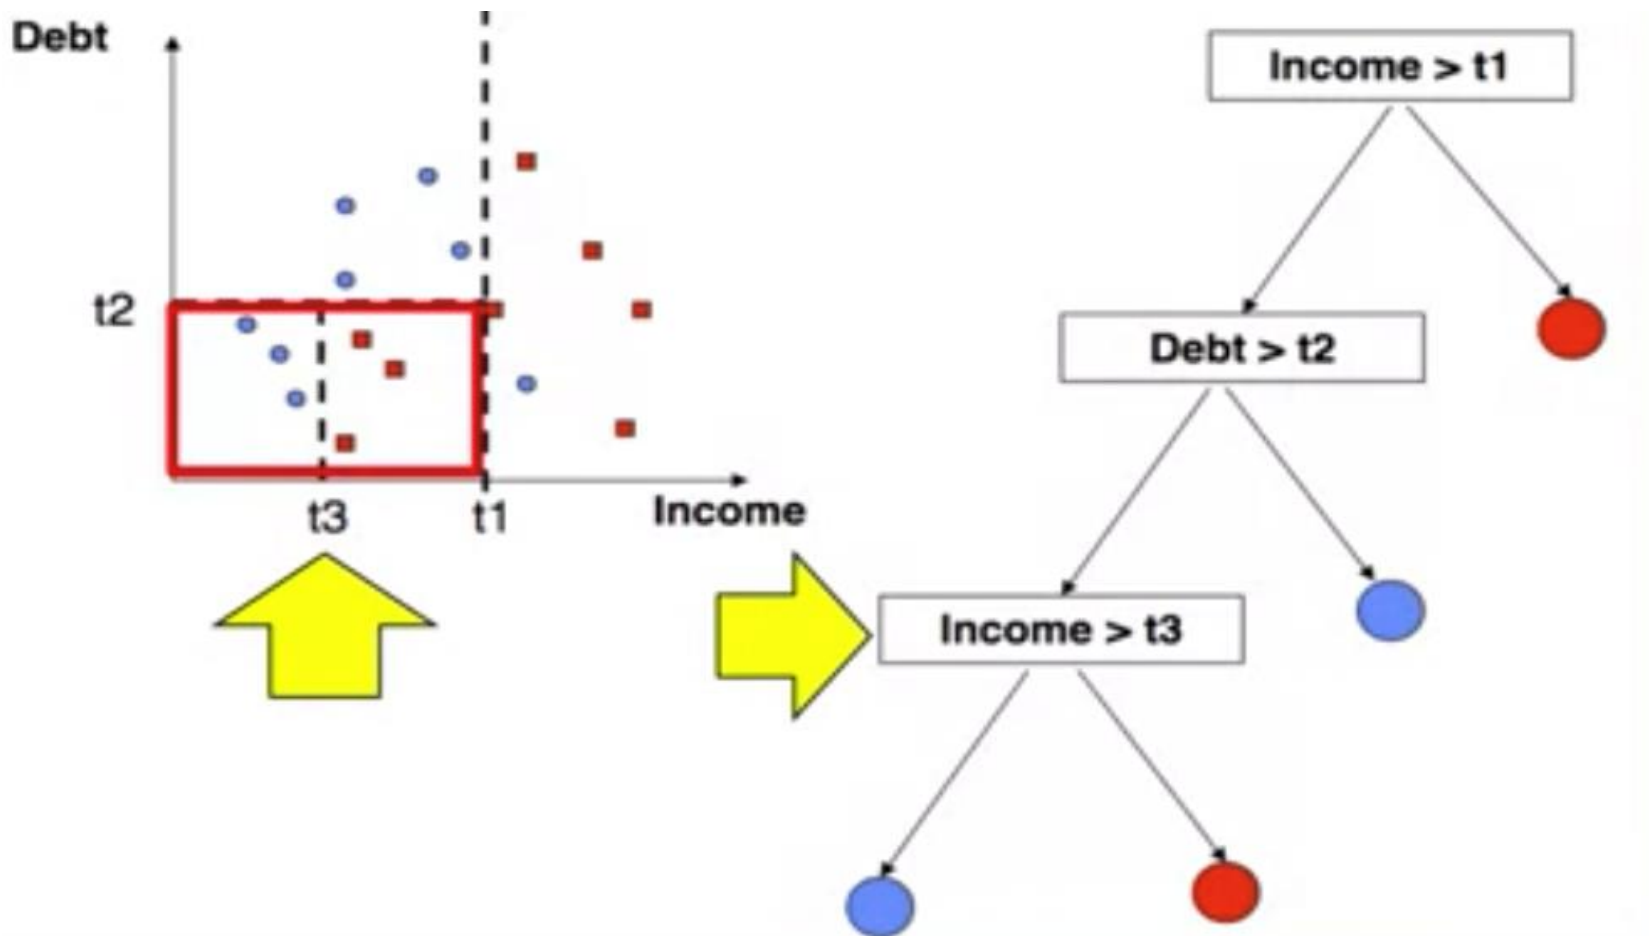 Debt
t2
t3
t1
Income
Income > t1
Debt > t2
Income > t3